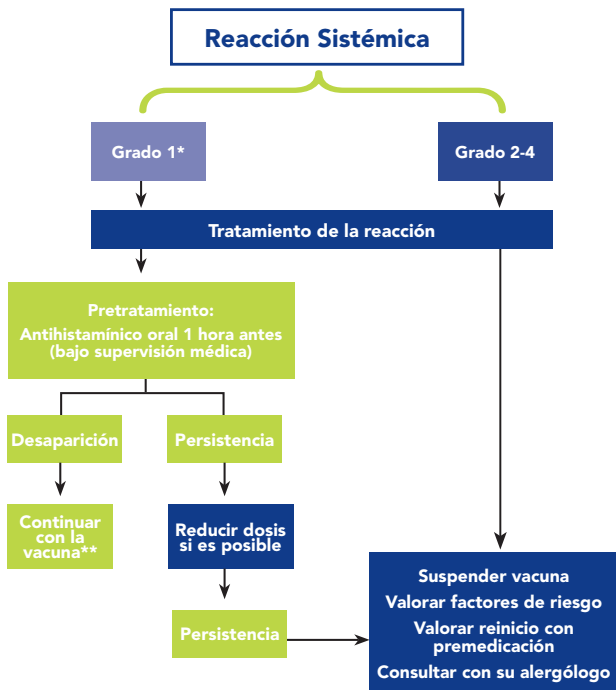 Reacción Sistémica
Grado 1*
Grado 2-4
Tratamiento de la reacción
Pretratamiento:
Antihistamínico oral 1 hora antes
(bajo supervisión médica)
Desaparición
Persistencia
Continuar
con la
vacuna**
Reducir dosis
si es posible
Persistencia
Suspender vacuna
Valorar factores de riesgo
Valorar reinicio con
premedicación
Consultar con su alergólogo